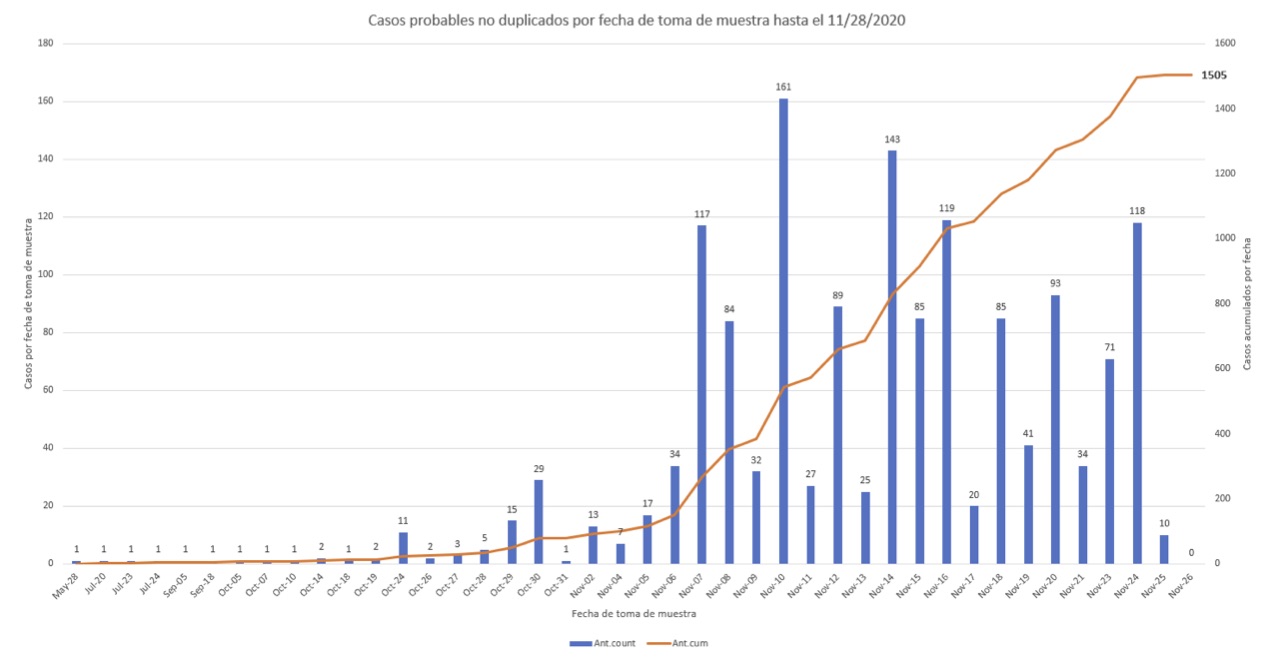 Casos probables no duplicados por fecha de toma de muestra hasta el 11/28/2020
180 160 140 120 100 80 60 40 20 0
Casos por fecha de toma de muestra
1 1 1 1 1 1 1 1 1 2 1 2 11 2 3 5 15 29 1 13 7 17 34 117 84 32 161 27 89 25 143 85 119 20 85 41 93 34 71 118 10 0
1505
1600 1400 1200 1000 800 600 400 200 0
Casos acumulados por fecha
May-28 Jul-20 Jul-23 Jul-24 Sep-05 Sep-18 Oct-05 Oct-07 Oct-10 Oct-14 Oct-18 Oct-19 Oct-24 Oct-26 Oct-27 Oct-28 Oct-29 Oct-30 Oct-31 Nov-02 Nov-04 Nov-05 Nov-06 Nov-07 Nov-08 Nov-09 Nov-10 Nov-11 Nov-12 Nov-13 Nov-14 Nov-15 Nov-16 Nov-17 Nov-18 Nov-19 Nov-20 Nov-21 Nov-23 Nov-24 Nov-25 Nov-26
Fecha de toma de muestra
Ant.count Ant.cum